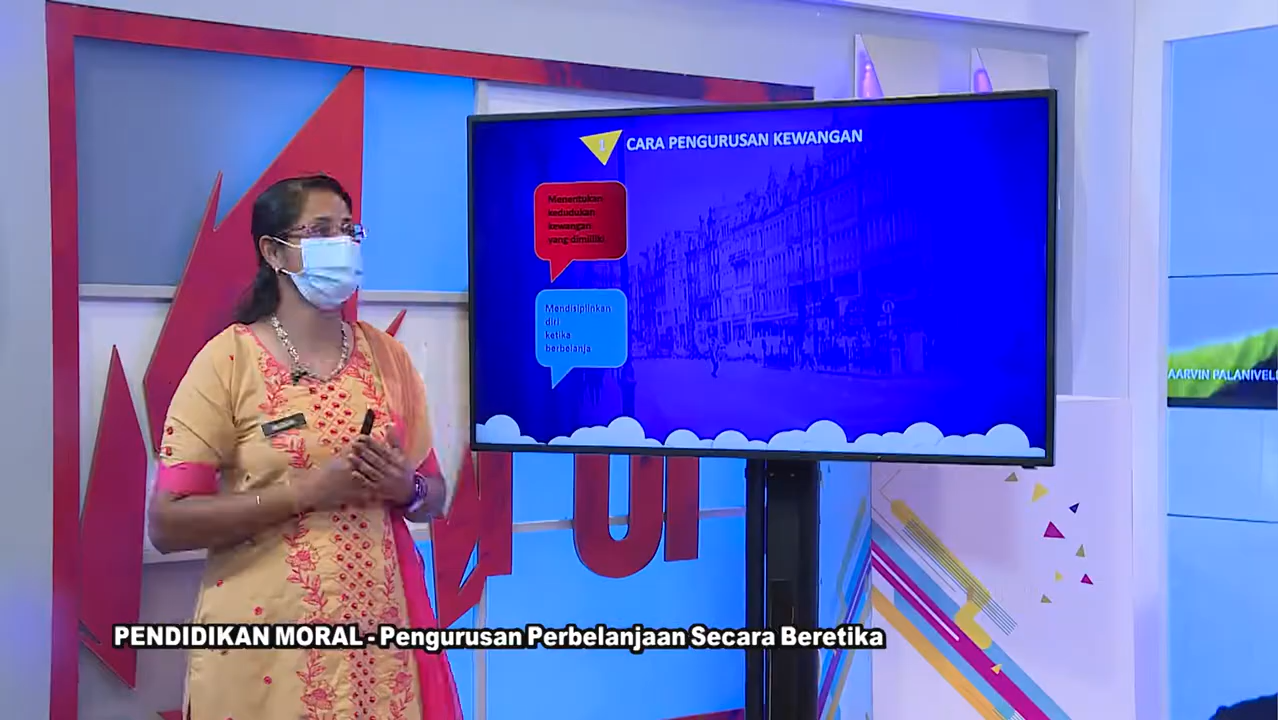 1 CARA PENGURUSAN KEWANGAN
Menentukan
kedudukan
kewangan
yang dimiliki
Mendisiplinkan
diri
ketika
berbelanja
AARVIN PALANIVEL
PENDIDIKAN MORAL - Pengurusan Perbelanjaan Secara Beretika